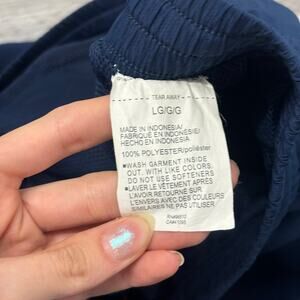 TEAR AWAY
LG/G/G
MADE IN INDONESIA/
FABRIQUÉ EN INDONÉSIE/
HECHO EN INDONESIA
100% POLYESTER/poliéster
•WASH GARMENT INSIDE
OUT. WITH LIKE COLORS.
DO NOT USE SOFTENERS
•LAVER LE VÊTEMENT APRÈS
L'AVOIR RETOURNÉ SUR
L'ENVERS AVEC DES COULEURS
SIMILAIRES NE PAS UTILISER